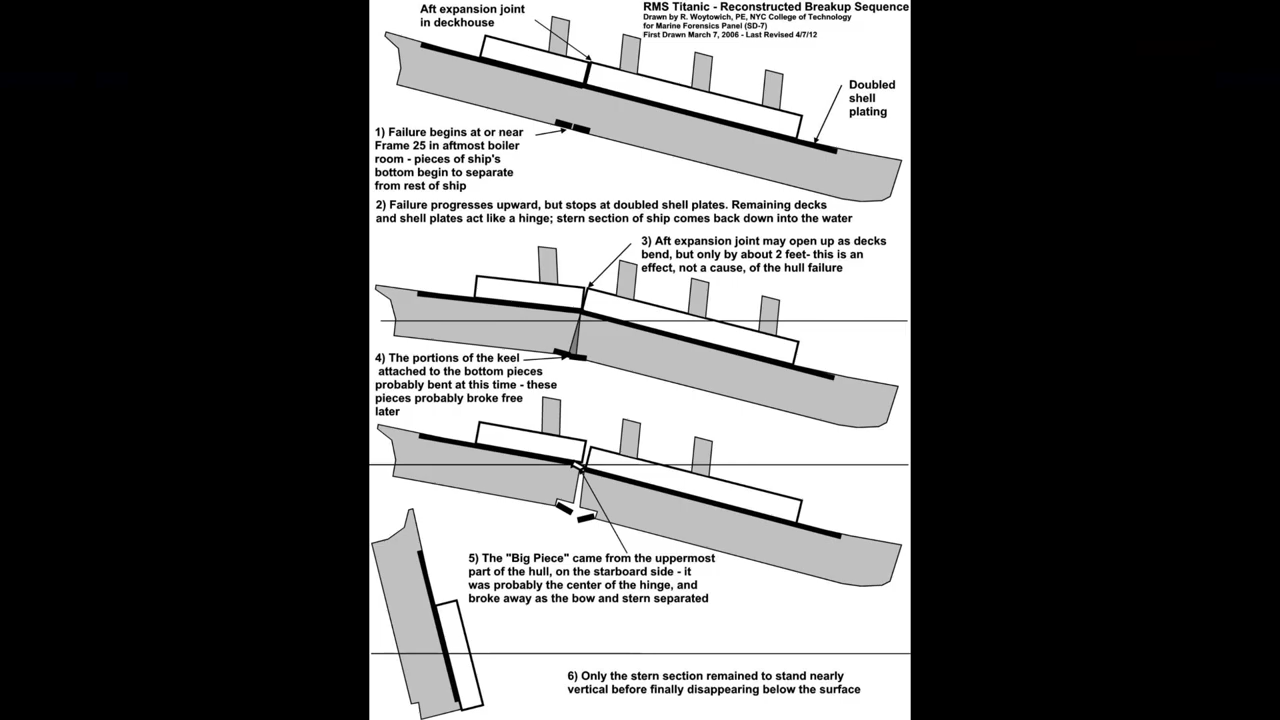 Aft expansion joint
in deckhouse
RMS Titanic - Reconstructed Breakup Sequence
Drawn by R. Woytowich, PE, NYC College of Technology
for Marine Forensics Panel (SD-7)
First Drawn March 7, 2006 - Last Revised 4/7/12
Doubled
shell
plating
1) Failure begins at or near
Frame 25 in aftmost boiler
room - pieces of ship's
bottom begin to separate
from rest of ship
2) Failure progresses upward, but stops at doubled shell plates. Remaining decks
and shell plates act like a hinge; stern section of ship comes back down into the water
3) Aft expansion joint may open up as decks
bend, but only by about 2 feet- this is an
effect, not a cause, of the hull failure
4) The portions of the keel
attached to the bottom pieces
probably bent at this time - these
pieces probably broke free
later
5) The "Big Piece" came from the uppermost
part of the hull, on the starboard side - it
was probably the center of the hinge, and
broke away as the bow and stern separated
6) Only the stern section remained to stand nearly
vertical before finally disappearing below the surface